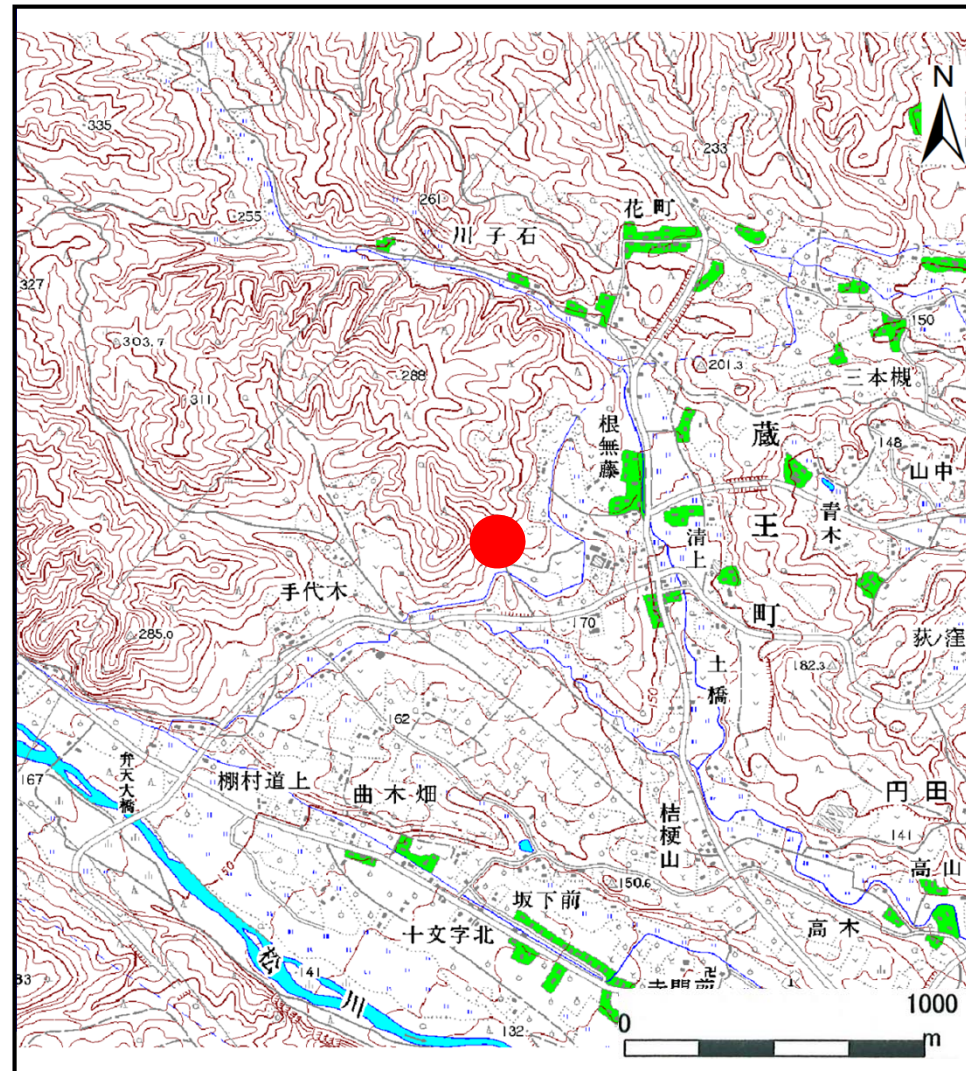 N
335
233
花町
261
川子石
255
327
303.7
150
201.3
三本槻
288
311
蔵王町
根無藤
148
山中
青木
清上
手代木
285.0
170
荻ノ窪
182.3
土橋
150
162
弁天大橋
167
棚村道上
曲木畑
円田
桔梗山
141
150
高山
150.6
坂下前
高木
十文字北
松川
141
132
0
1000
m